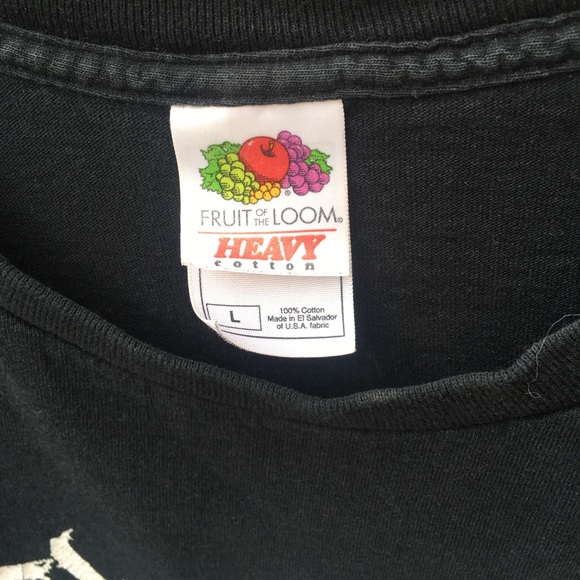 FRUIT OF THE LOOM®
HEAVY
cotton
L
100% Cotton
Made in El Salvador
of U.S.A. fabric